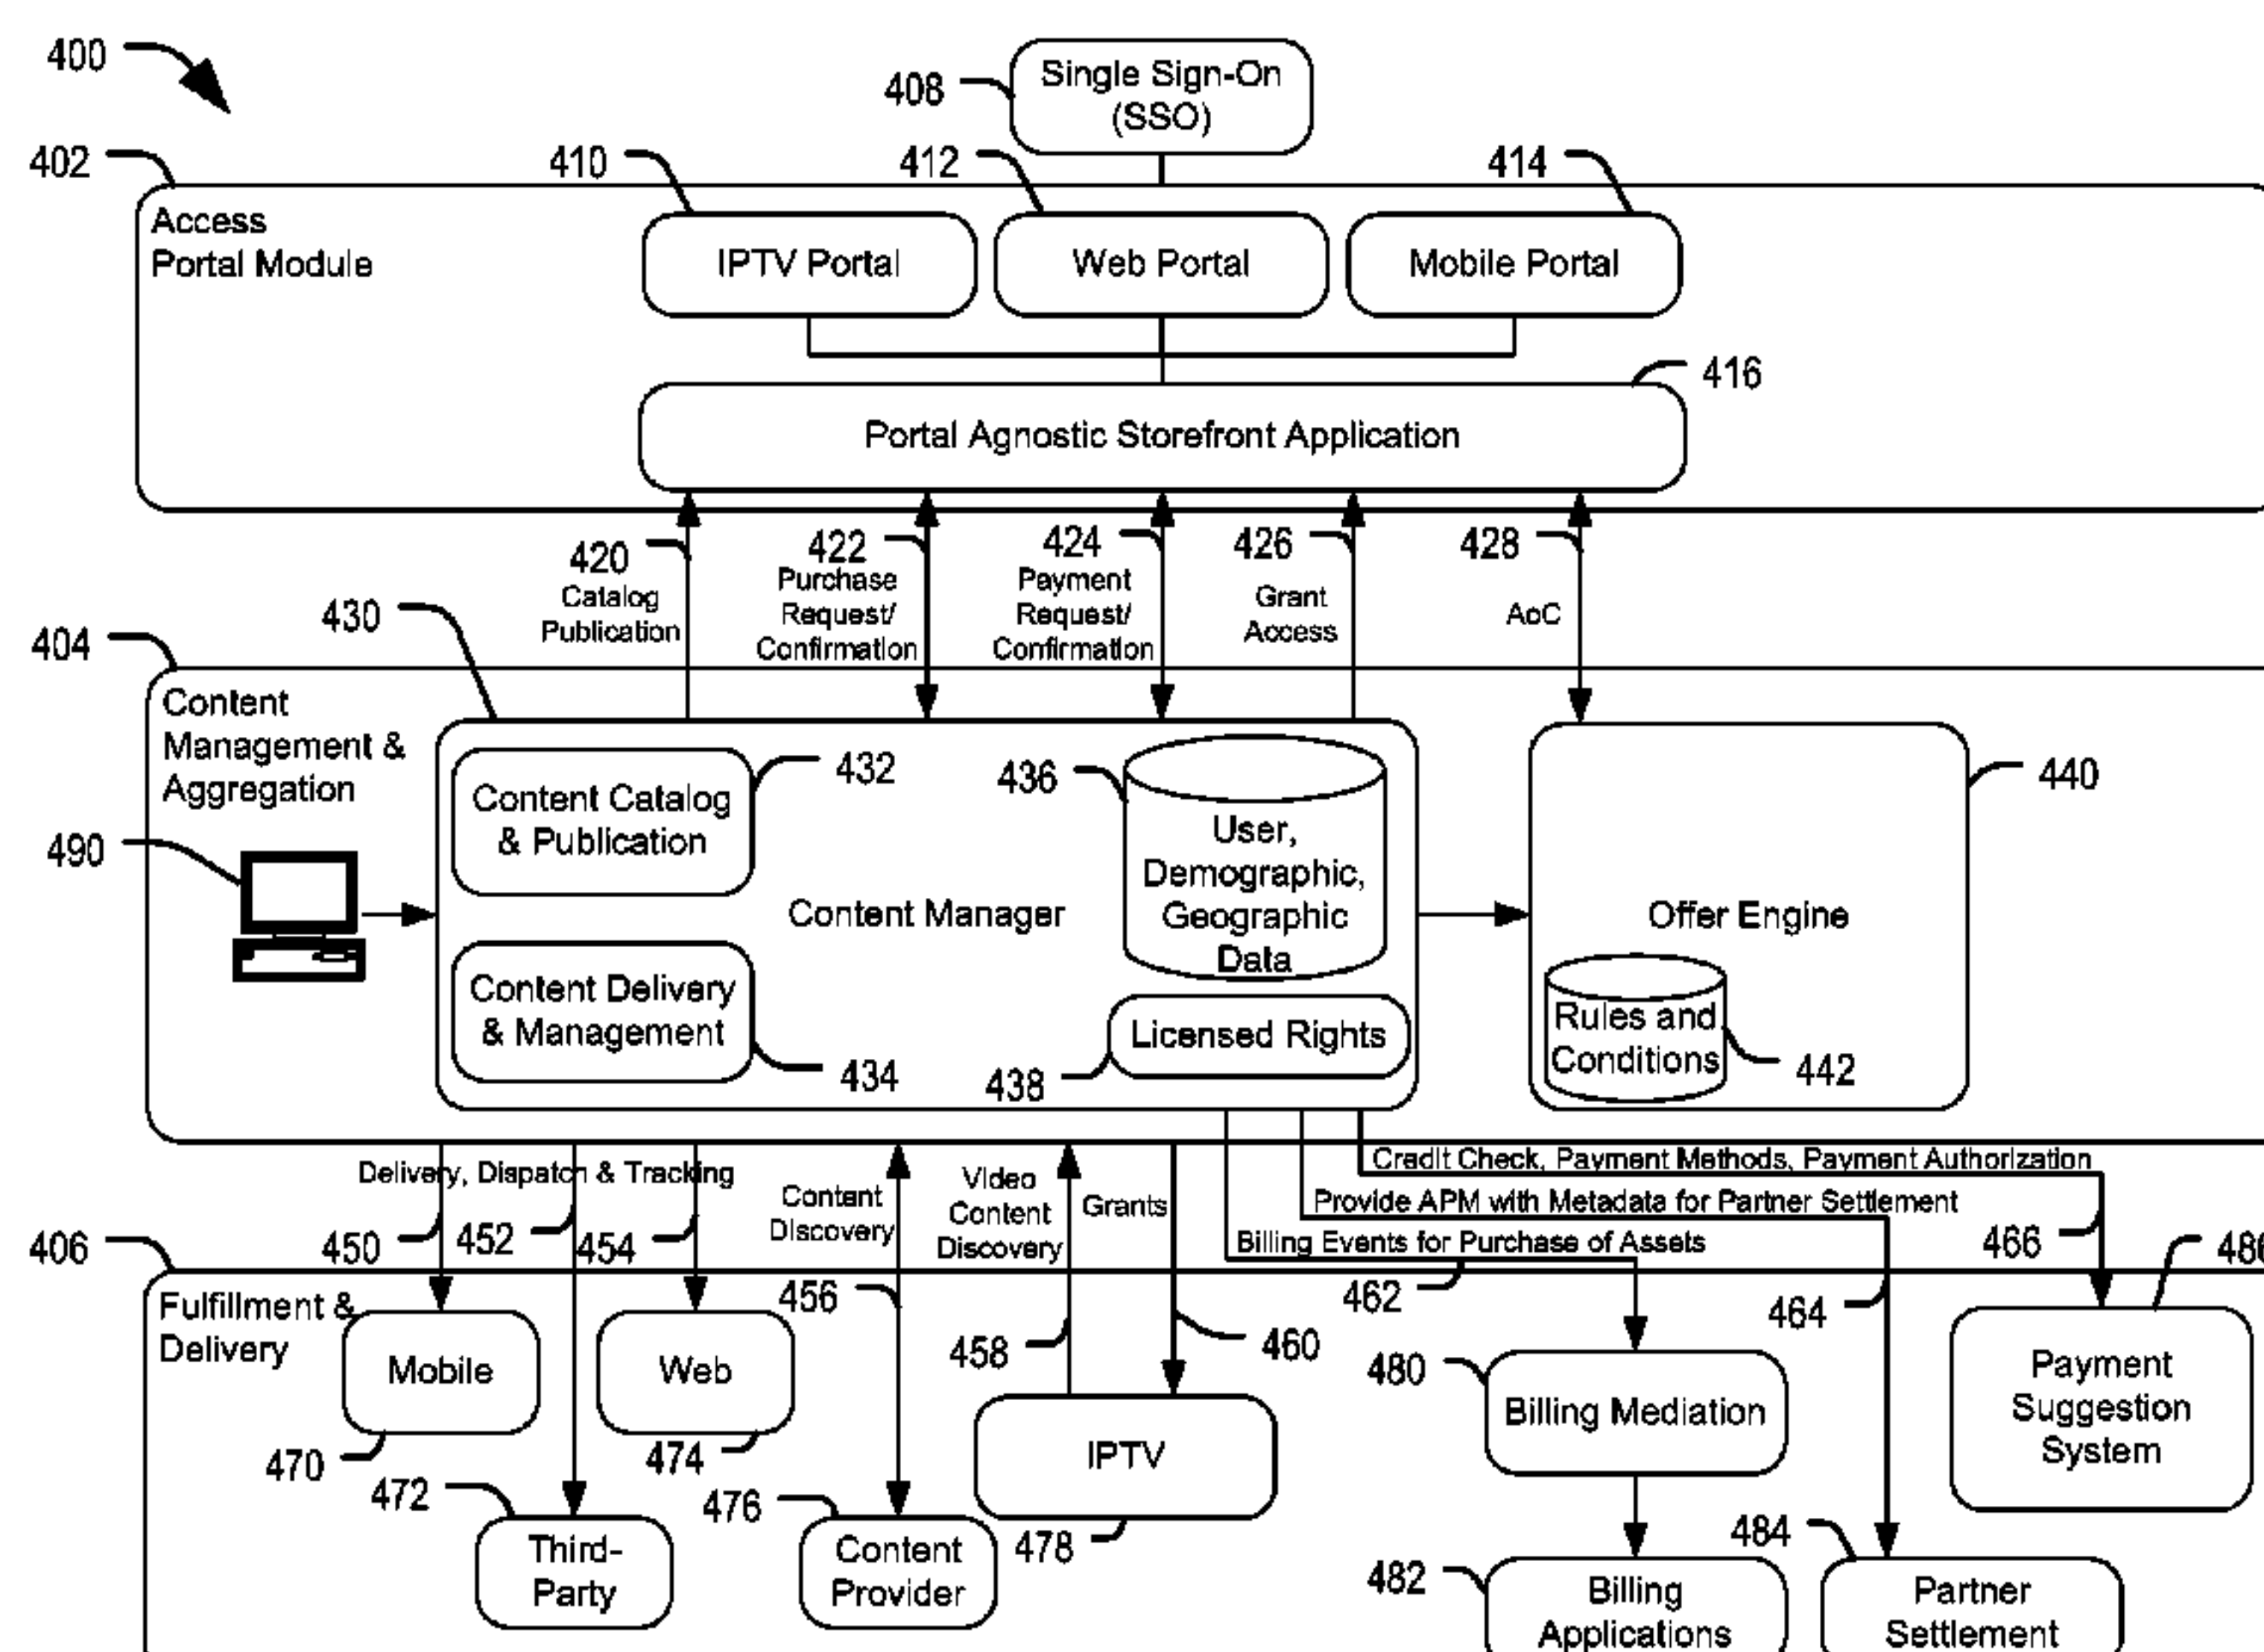 400
408
Single Sign-On
(SSO)
402
410
412
414
Access
Portal Module
IPTV Portal
Web Portal
Mobile Portal
416
Portal Agnostic Storefront Application
420
Catalog
Publication
422
Purchase
Request/
Confirmation
424
Payment
Request/
Confirmation
426
Grant
Access
428
AoC
430
404
Content
Management &
Aggregation
490
Content Catalog
& Publication
432
436
User,
Demographic,
Geographic
Data
440
Content Manager
Offer Engine
Content Delivery
& Management
434
Licensed Rights
438
Rules and
Conditions
442
Delivery, Dispatch & Tracking
450
452
454
Content
Discovery
Video
Content
Discovery
Grants
Credit Check, Payment Methods, Payment Authorization
Provide APM with Metadata for Partner Settlement
Billing Events for Purchase of Assets
466
486
406
Fulfillment &
Delivery
456
458
460
462
464
Mobile
470
Web
474
472
Third-
Party
476
Content
Provider
IPTV
478
480
Billing Mediation
Payment
Suggestion
System
482
Billing
Applications
484
Partner
Settlement